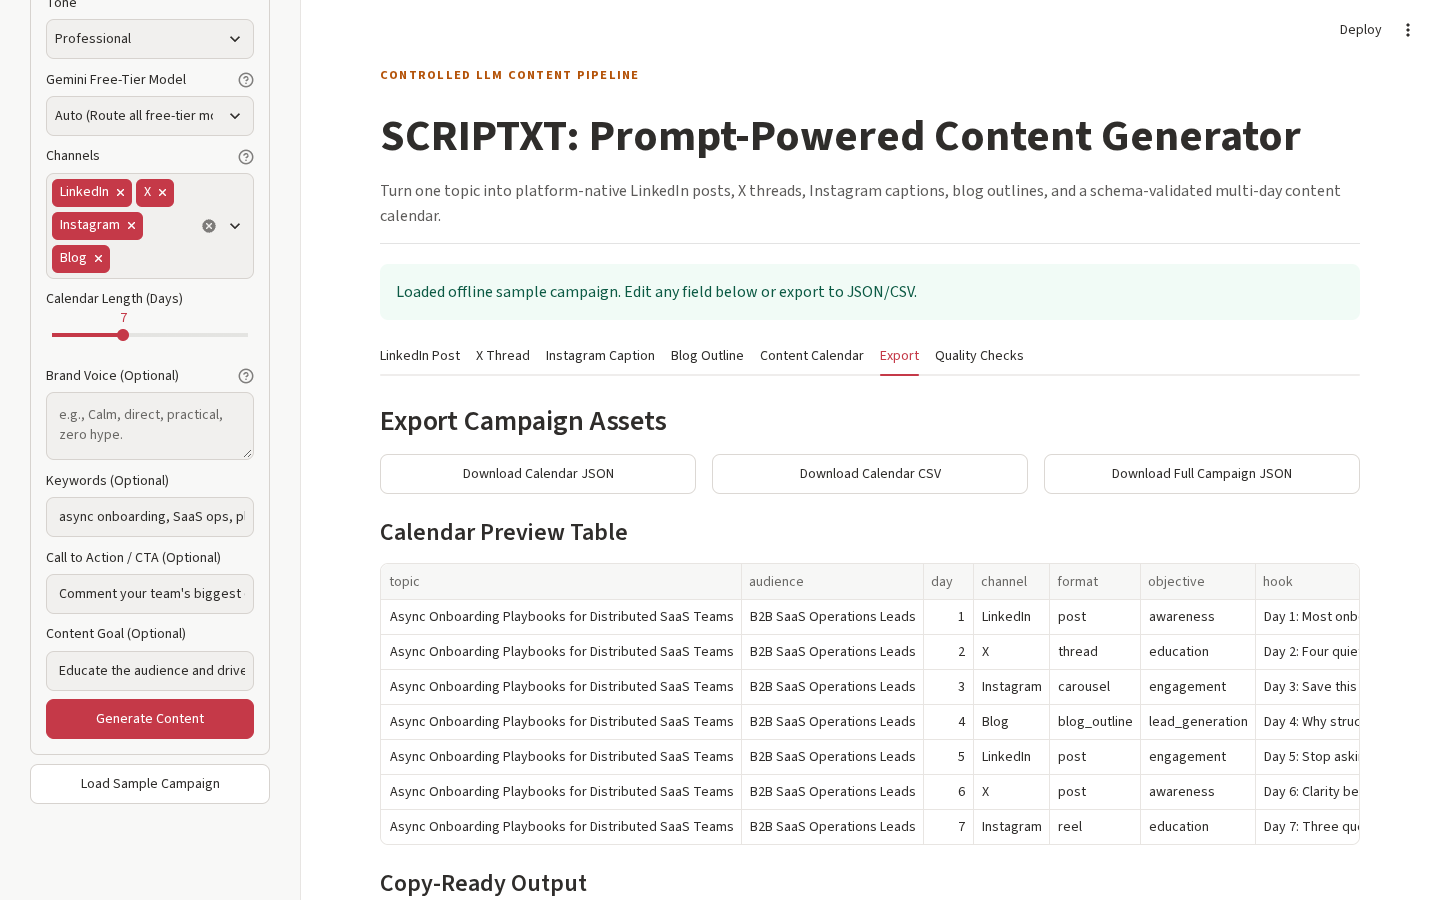 Tone
Professional
Gemini Free-Tier Model
Auto (Route all free-tier mo
Channels
LinkedIn
X
Instagram
Blog
Calendar Length (Days)
7
Brand Voice (Optional)
e.g., Calm, direct, practical,
zero hype.
Keywords (Optional)
async onboarding, SaaS ops, pl
Call to Action / CTA (Optional)
Comment your team's biggest
Content Goal (Optional)
Educate the audience and drive
Generate Content
Load Sample Campaign
Deploy
CONTROLLED LLM CONTENT PIPELINE
SCRIPTXT: Prompt-Powered Content Generator
Turn one topic into platform-native LinkedIn posts, X threads, Instagram captions, blog outlines, and a schema-validated multi-day content
calendar.
Loaded offline sample campaign. Edit any field below or export to JSON/CSV.
LinkedIn Post X Thread Instagram Caption Blog Outline Content Calendar Export Quality Checks
Export Campaign Assets
Download Calendar JSON Download Calendar CSV Download Full Campaign JSON
Calendar Preview Table
topic audience day channel format objective hook
Async Onboarding Playbooks for Distributed SaaS Teams B2B SaaS Operations Leads 1 LinkedIn post awareness Day 1: Most onb
Async Onboarding Playbooks for Distributed SaaS Teams B2B SaaS Operations Leads 2 X thread education Day 2: Four quie
Async Onboarding Playbooks for Distributed SaaS Teams B2B SaaS Operations Leads 3 Instagram carousel engagement Day 3: Save this
Async Onboarding Playbooks for Distributed SaaS Teams B2B SaaS Operations Leads 4 Blog blog_outline lead_generation Day 4: Why struc
Async Onboarding Playbooks for Distributed SaaS Teams B2B SaaS Operations Leads 5 LinkedIn post engagement Day 5: Stop aski
Async Onboarding Playbooks for Distributed SaaS Teams B2B SaaS Operations Leads 6 X post awareness Day 6: Clarity be
Async Onboarding Playbooks for Distributed SaaS Teams B2B SaaS Operations Leads 7 Instagram reel education Day 7: Three que
Copy-Ready Output